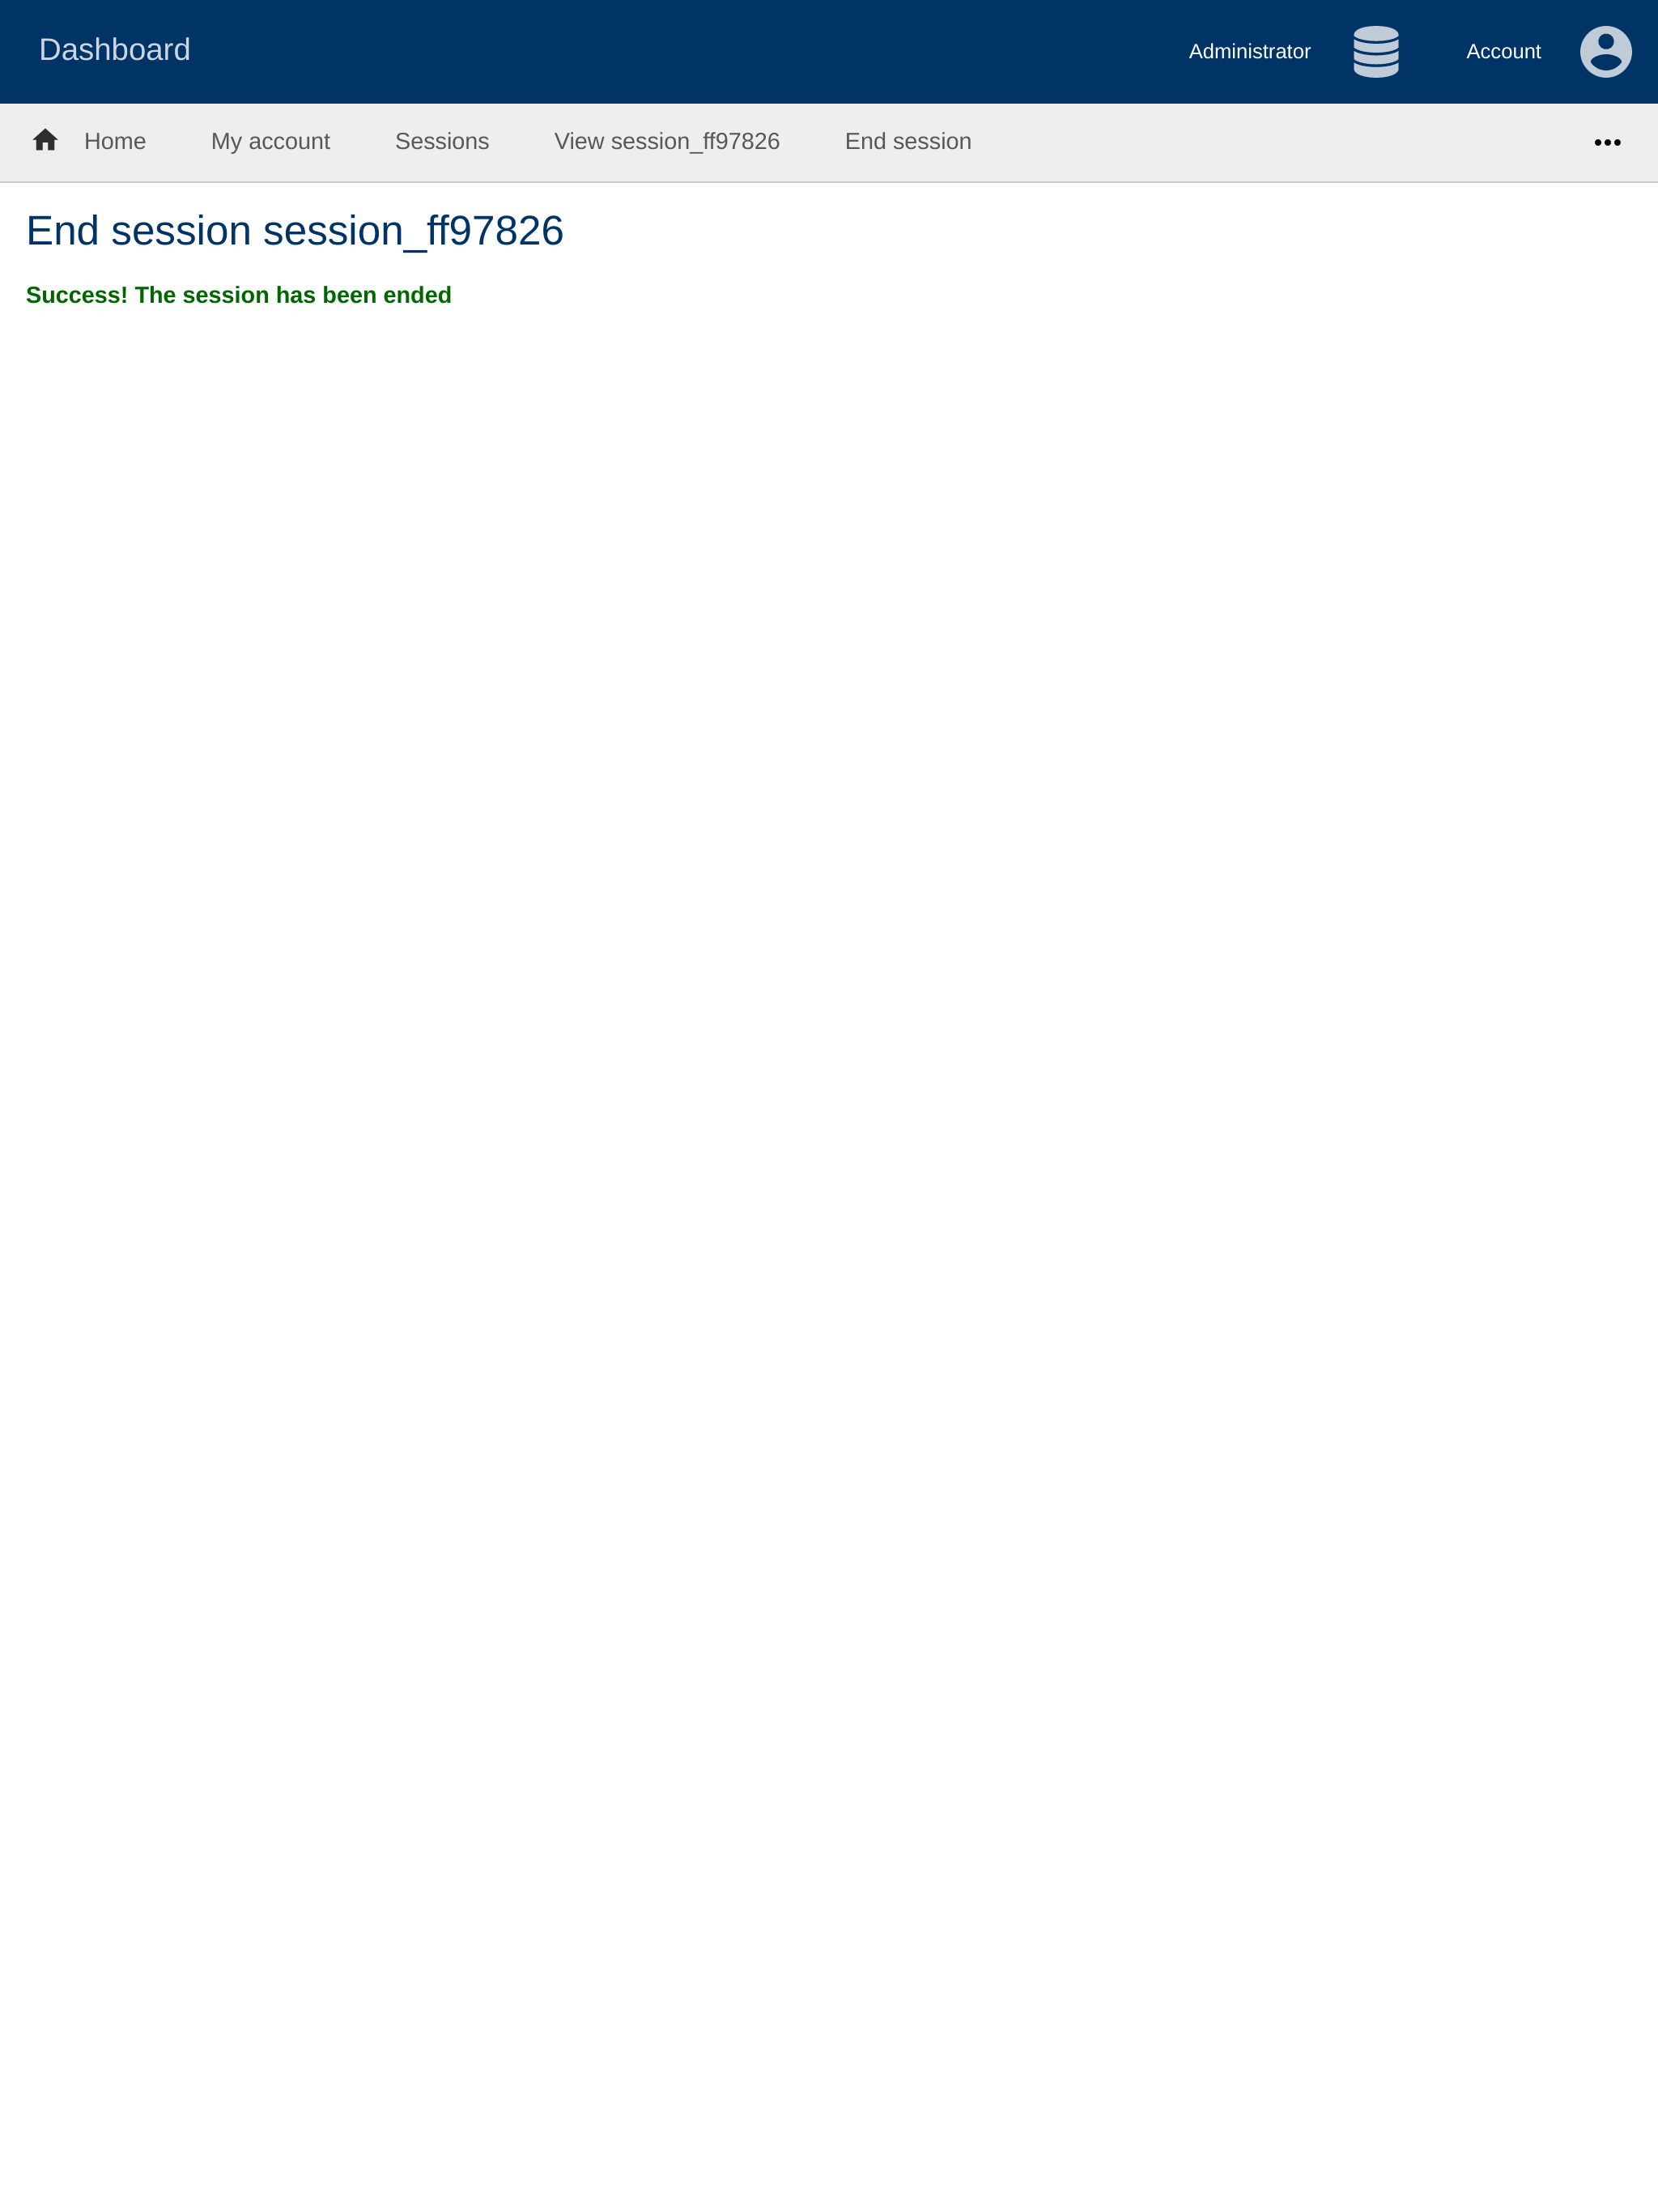 Dashboard Administrator Account
Home My account Sessions View session_ff97826 End session
End session session_ff97826
Success! The session has been ended